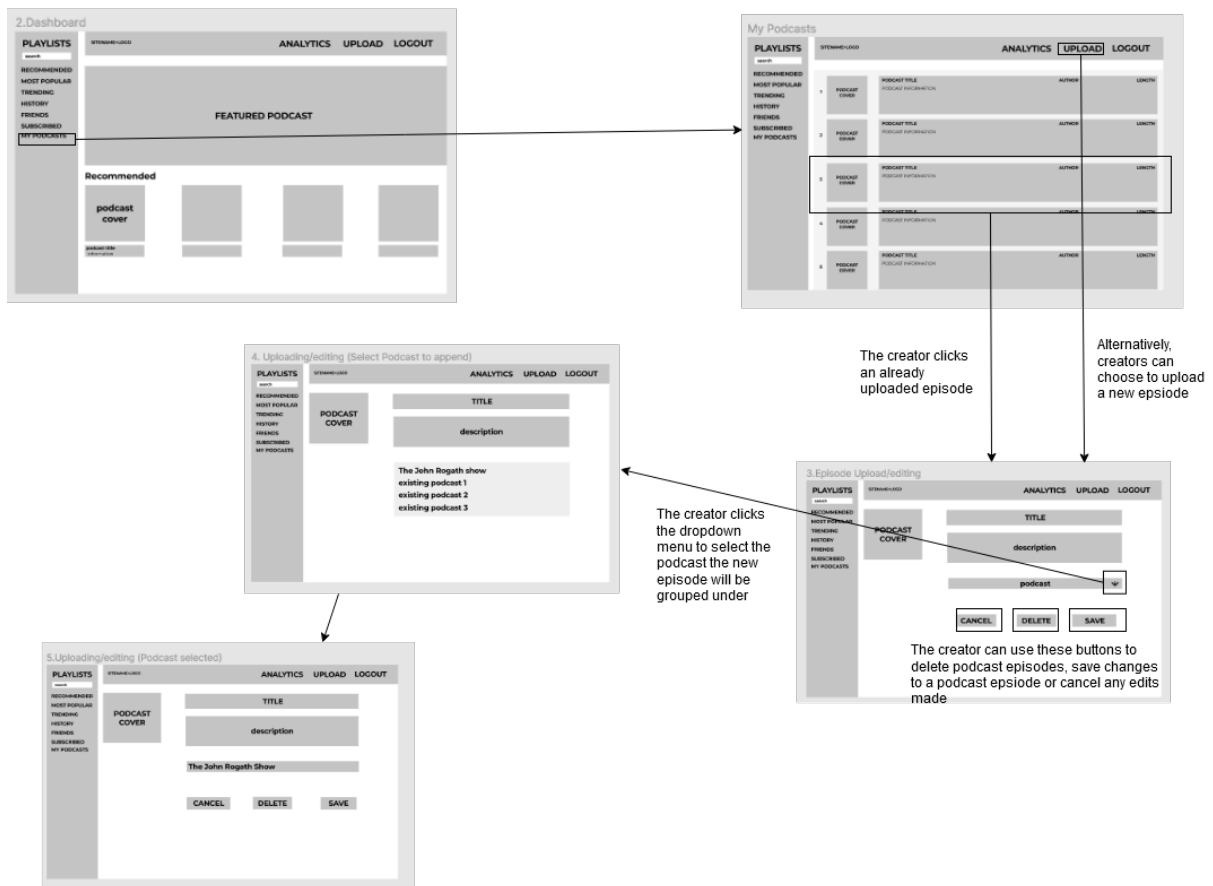 2.Dashboard
PLAYLISTS
search
RECOMMENDED
MOST POPULAR
TRENDING
HISTORY
FRIENDS
SUBSCRIBED
MY PODCASTS
SITENAME+LOGO
ANALYTICS UPLOAD LOGOUT
FEATURED PODCAST
Recommended
podcast
cover
podcast title
information
My Podcasts
PLAYLISTS
search
RECOMMENDED
MOST POPULAR
TRENDING
HISTORY
FRIENDS
SUBSCRIBED
MY PODCASTS
SITENAME+LOGO
ANALYTICS UPLOAD LOGOUT
1
PODCAST
COVER
PODCAST TITLE AUTHOR LENGTH
PODCAST INFORMATION
2
PODCAST
COVER
PODCAST TITLE AUTHOR LENGTH
PODCAST INFORMATION
3
PODCAST
COVER
PODCAST TITLE AUTHOR LENGTH
PODCAST INFORMATION
4
PODCAST
COVER
PODCAST TITLE AUTHOR LENGTH
PODCAST INFORMATION
5
PODCAST
COVER
PODCAST TITLE AUTHOR LENGTH
PODCAST INFORMATION
The creator clicks
an already
uploaded episode
Alternatively,
creators can
choose to upload
a new epsiode
4. Uploading/editing (Select Podcast to append)
PLAYLISTS
search
RECOMMENDED
MOST POPULAR
TRENDING
HISTORY
FRIENDS
SUBSCRIBED
MY PODCASTS
SITENAME+LOGO
ANALYTICS UPLOAD LOGOUT
PODCAST
COVER
TITLE
description
The John Rogath show
existing podcast 1
existing podcast 2
existing podcast 3
The creator clicks
the dropdown
menu to select the
podcast the new
episode will be
grouped under
3.Episode Upload/editing
PLAYLISTS
search
RECOMMENDED
MOST POPULAR
TRENDING
HISTORY
FRIENDS
SUBSCRIBED
MY PODCASTS
SITENAME+LOGO
ANALYTICS UPLOAD LOGOUT
PODCAST
COVER
TITLE
description
podcast
CANCEL DELETE SAVE
The creator can use these buttons to
delete podcast episodes, save changes
to a podcast epsiode or cancel any edits
made
5.Uploading/editing (Podcast selected)
PLAYLISTS
search
RECOMMENDED
MOST POPULAR
TRENDING
HISTORY
FRIENDS
SUBSCRIBED
MY PODCASTS
SITENAME+LOGO
ANALYTICS UPLOAD LOGOUT
PODCAST
COVER
TITLE
description
The John Rogath Show
CANCEL DELETE SAVE